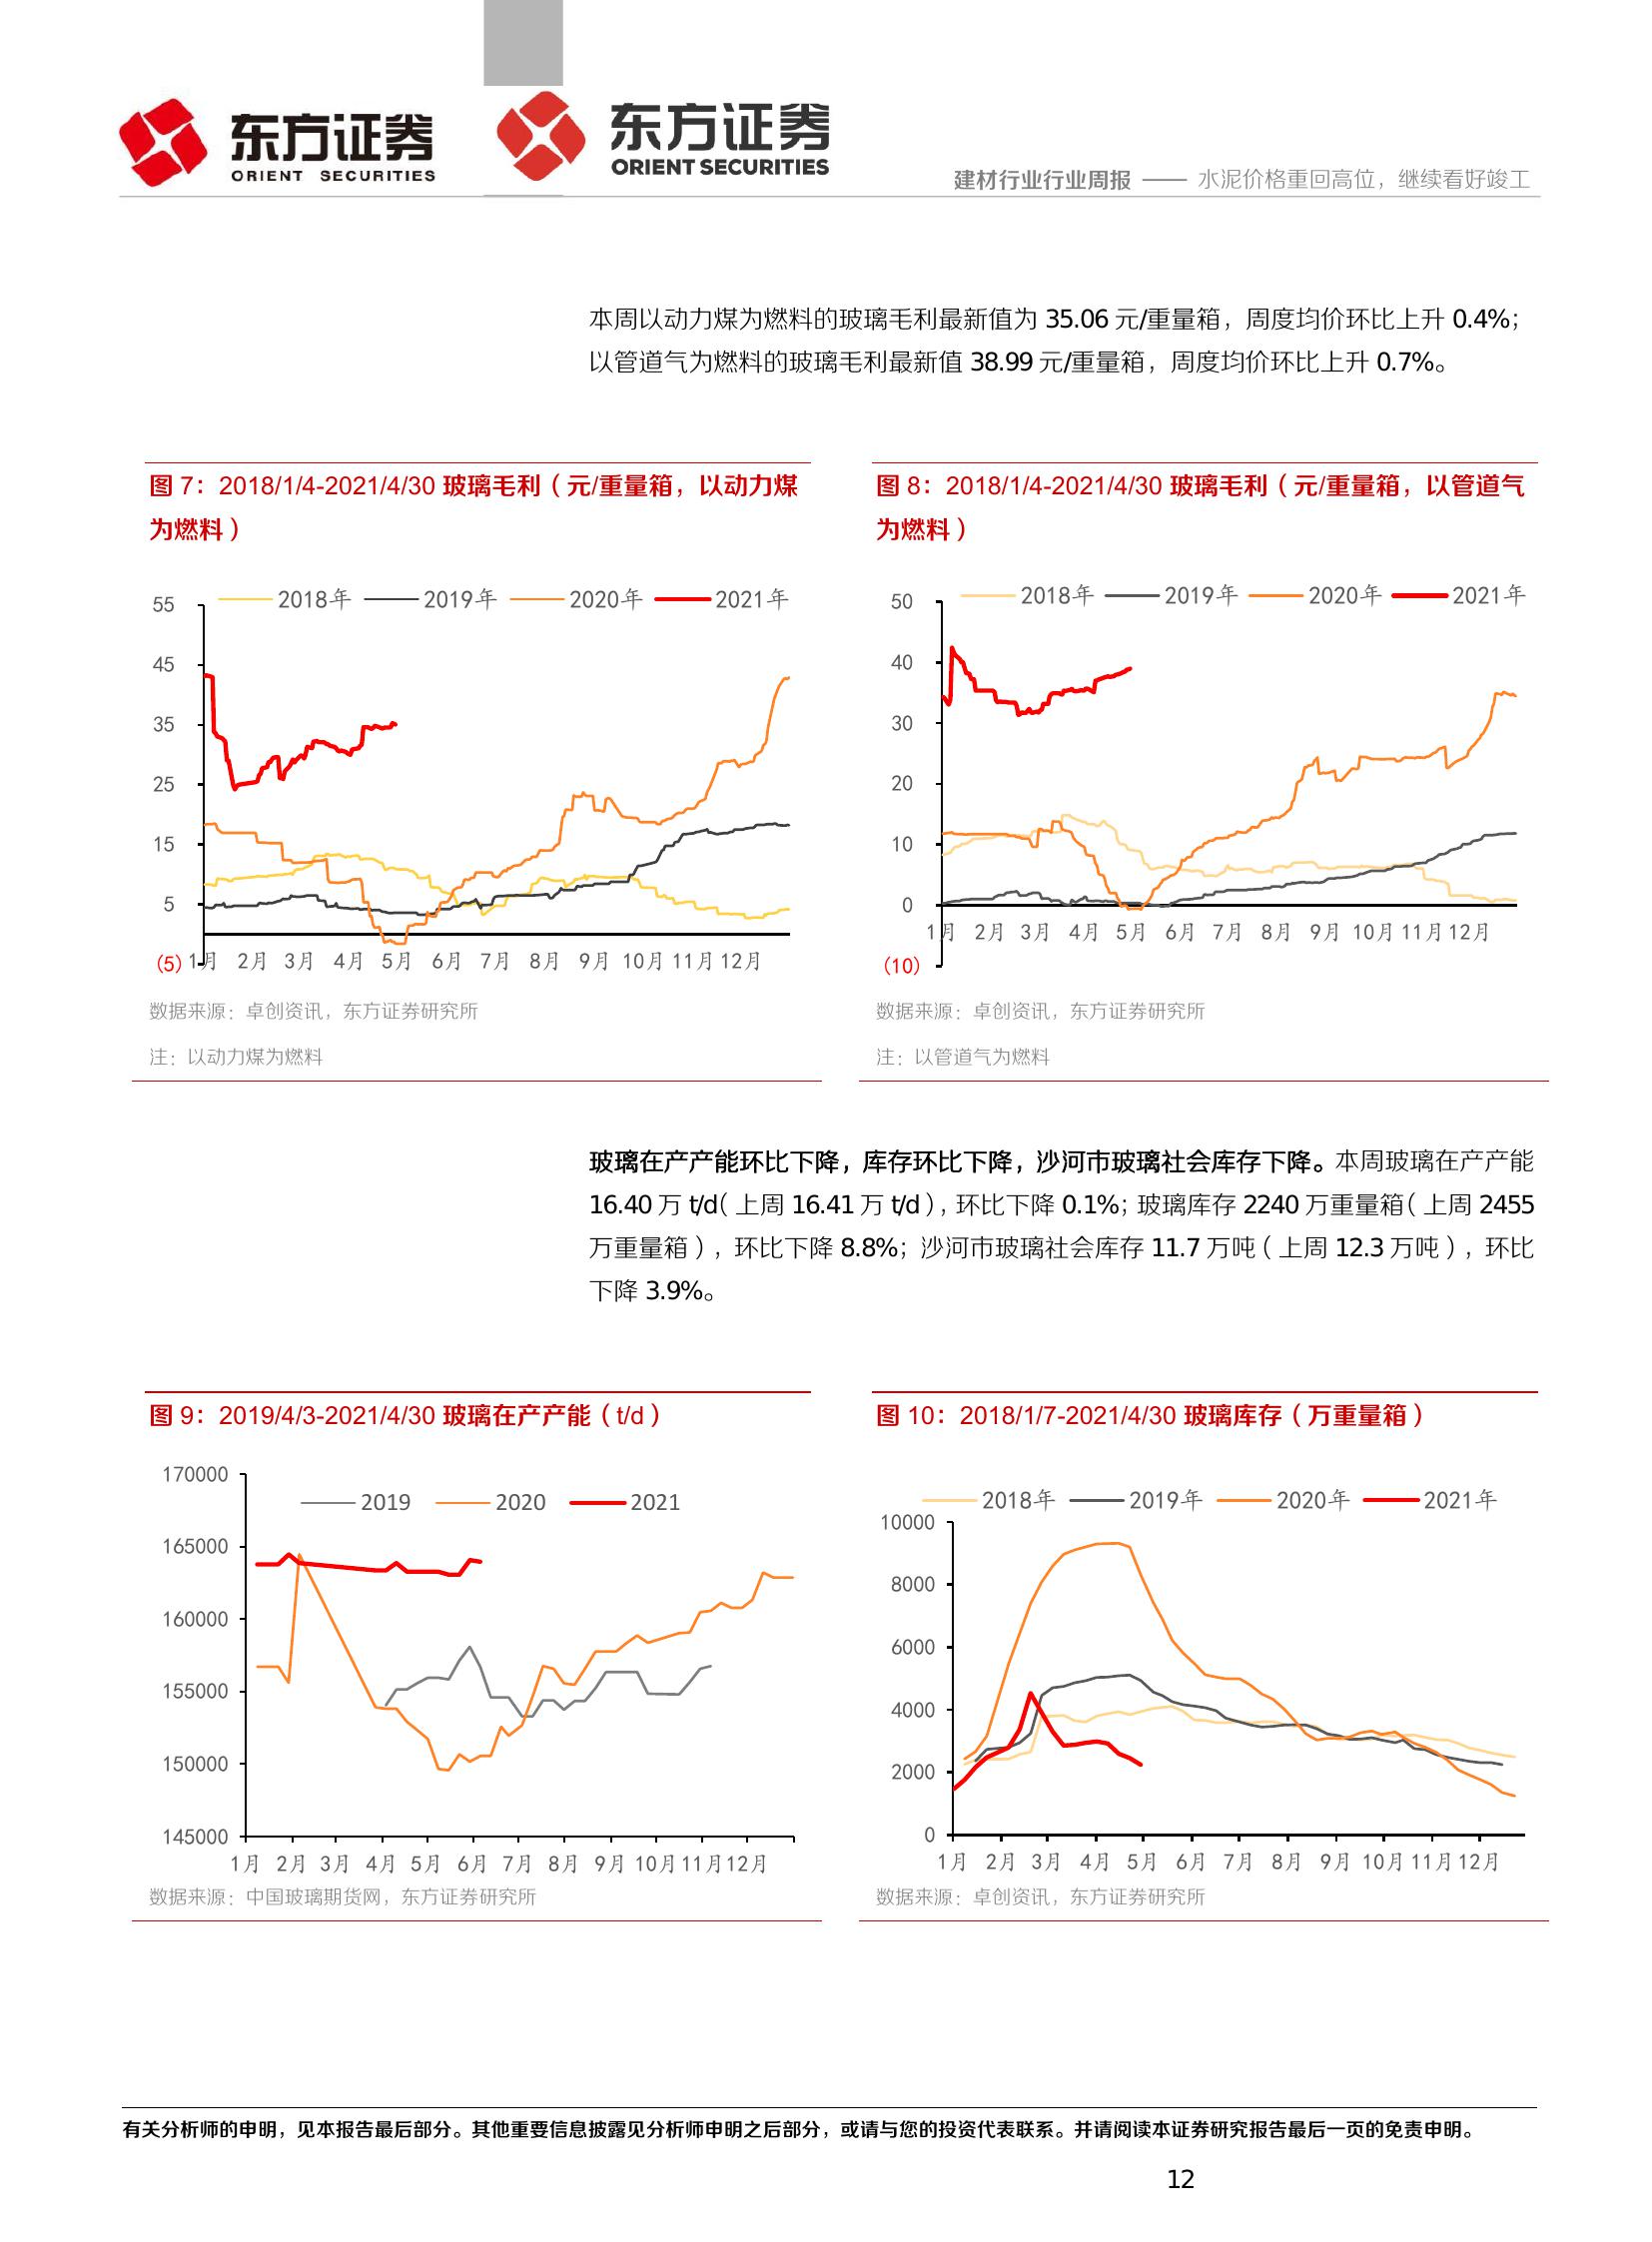 东方证券
ORIENT SECURITIES
东方证券
ORIENT SECURITIES
建材行业行业周报 —— 水泥价格重回高位，继续看好竣工
本周以动力煤为燃料的玻璃毛利最新值为 35.06 元/重量箱，周度均价环比上升 0.4%；
以管道气为燃料的玻璃毛利最新值 38.99 元/重量箱，周度均价环比上升 0.7%。
图 7：2018/1/4-2021/4/30 玻璃毛利（元/重量箱，以动力煤
为燃料）
2018年 2019年 2020年 2021年
55
45
35
25
15
5
(5)
1月 2月 3月 4月 5月 6月 7月 8月 9月 10月 11月 12月
数据来源：卓创资讯，东方证券研究所
注：以动力煤为燃料
图 8：2018/1/4-2021/4/30 玻璃毛利（元/重量箱，以管道气
为燃料）
2018年 2019年 2020年 2021年
50
40
30
20
10
0
(10)
1月 2月 3月 4月 5月 6月 7月 8月 9月 10月 11月 12月
数据来源：卓创资讯，东方证券研究所
注：以管道气为燃料
玻璃在产产能环比下降，库存环比下降，沙河市玻璃社会库存下降。本周玻璃在产产能
16.40 万 t/d（上周 16.41 万 t/d），环比下降 0.1%；玻璃库存 2240 万重量箱（上周 2455
万重量箱），环比下降 8.8%；沙河市玻璃社会库存 11.7 万吨（上周 12.3 万吨），环比
下降 3.9%。
图 9：2019/4/3-2021/4/30 玻璃在产产能（t/d）
2019 2020 2021
170000
165000
160000
155000
150000
145000
1月 2月 3月 4月 5月 6月 7月 8月 9月 10月 11月 12月
数据来源：中国玻璃期货网，东方证券研究所
图 10：2018/1/7-2021/4/30 玻璃库存（万重量箱）
2018年 2019年 2020年 2021年
10000
8000
6000
4000
2000
0
1月 2月 3月 4月 5月 6月 7月 8月 9月 10月 11月 12月
数据来源：卓创资讯，东方证券研究所
有关分析师的申明，见本报告最后部分。其他重要信息披露见分析师申明之后部分，或请与您的投资代表联系。并请阅读本证券研究报告最后一页的免责申明。
12